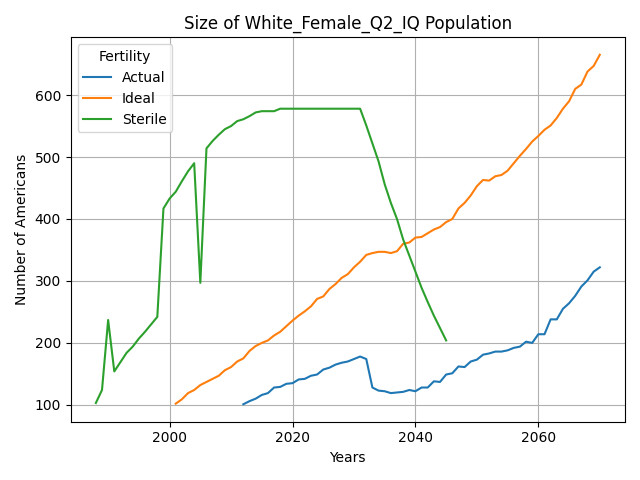 Size of White_Female_Q2_IQ Population
Fertility
Actual
Ideal
Sterile
Number of Americans
600
500
400
300
200
100
2000
2020
2040
2060
Years